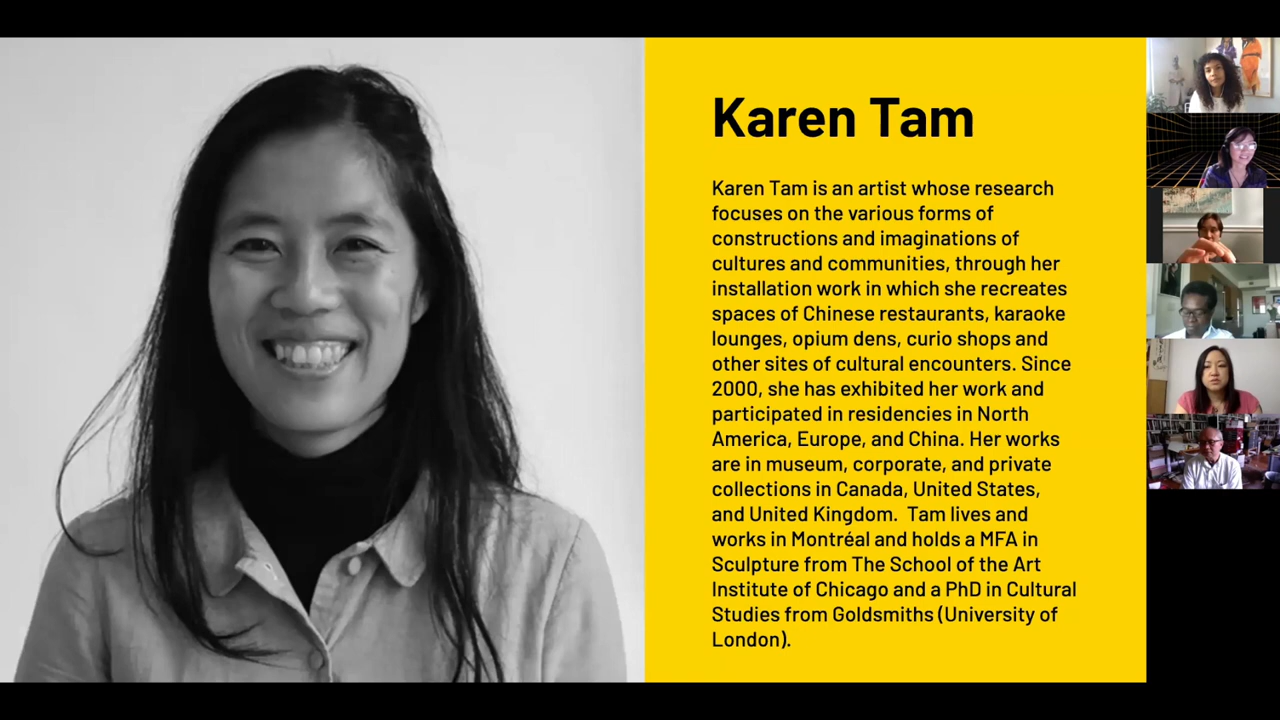 Karen Tam
Karen Tam is an artist whose research
focuses on the various forms of
constructions and imaginations of
cultures and communities, through her
installation work in which she recreates
spaces of Chinese restaurants, karaoke
lounges, opium dens, curio shops and
other sites of cultural encounters. Since
2000, she has exhibited her work and
participated in residencies in North
America, Europe, and China. Her works
are in museum, corporate, and private
collections in Canada, United States,
and United Kingdom.  Tam lives and
works in Montréal and holds a MFA in
Sculpture from The School of the Art
Institute of Chicago and a PhD in Cultural
Studies from Goldsmiths (University of
London).